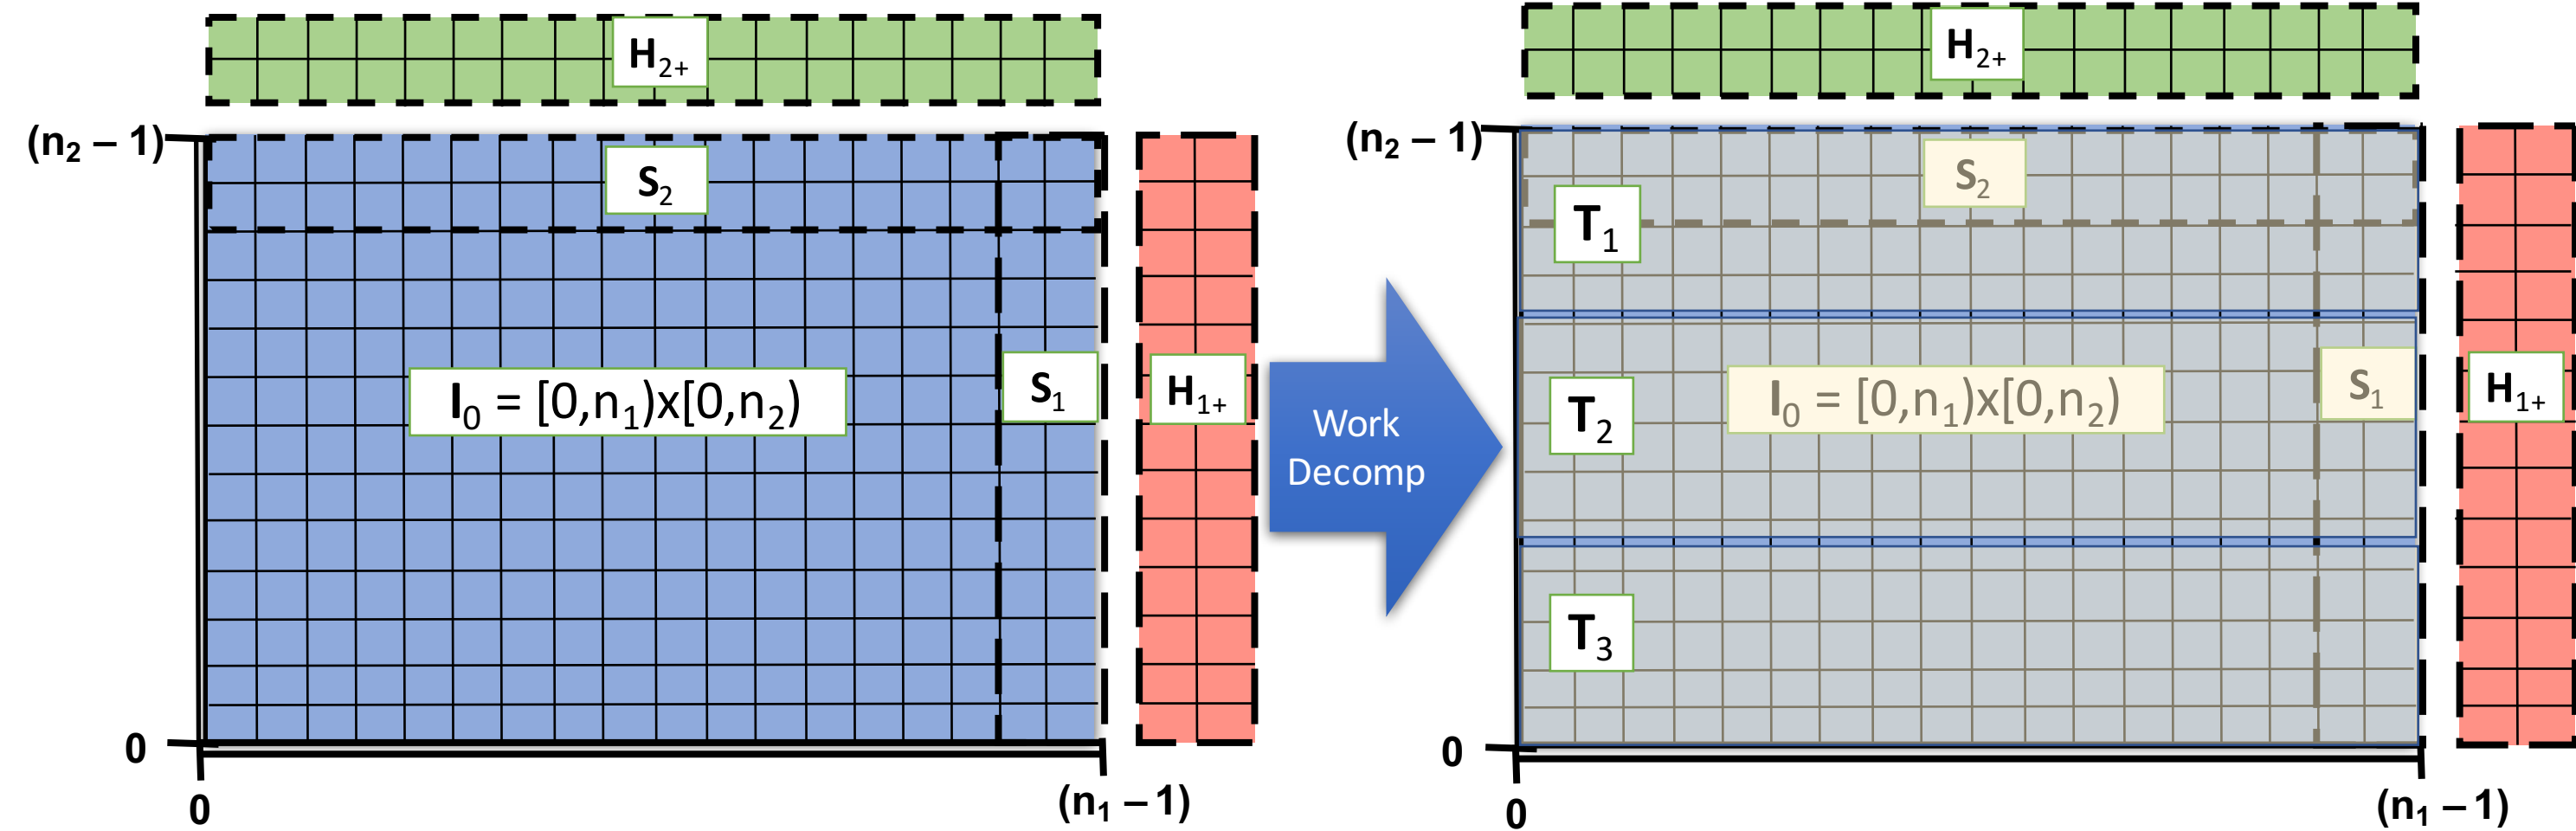 H₂₊
(n₂ – 1)
S₂
I₀ = [0,n₁)x[0,n₂)
S₁
H₁₊
0
0
(n₁ – 1)
Work
Decomp
H₂₊
(n₂ – 1)
S₂
T₁
T₂
I₀ = [0,n₁)x[0,n₂)
S₁
H₁₊
T₃
0
0
(n₁ – 1)